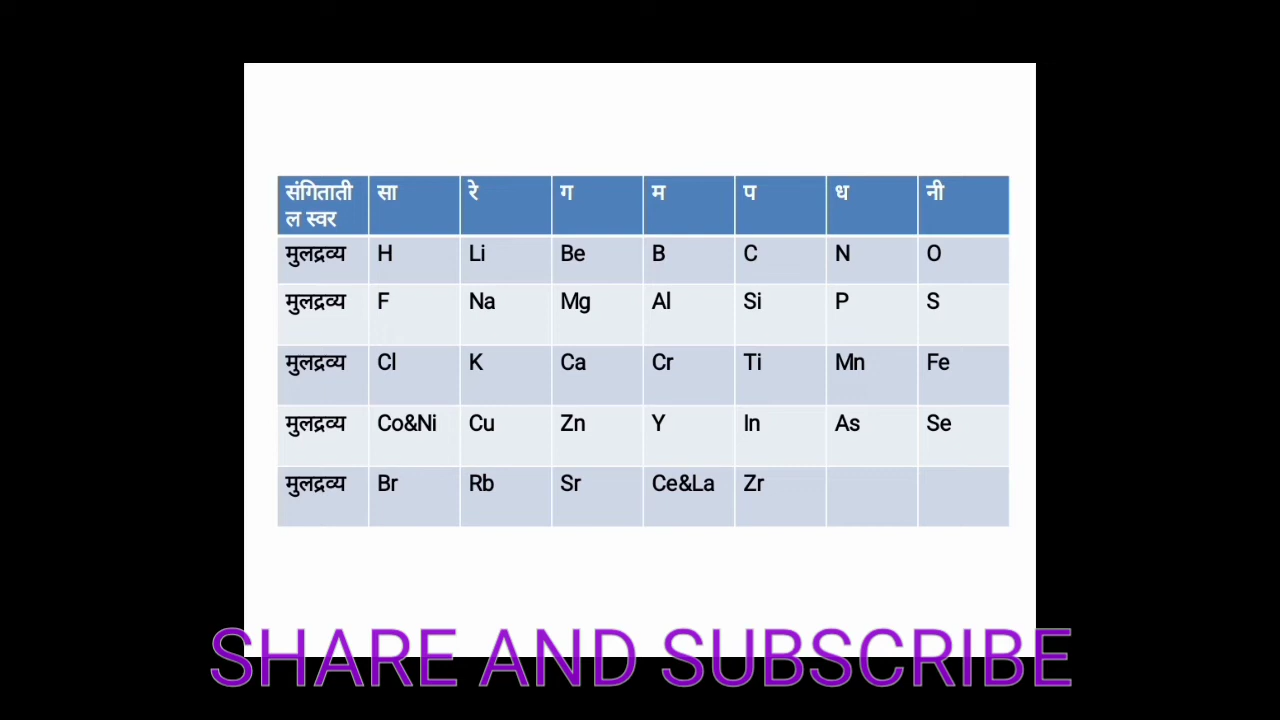 संगिताती सा रे ग म प ध नी
ल स्वर
मुलद्रव्य H Li Be B C N O
मुलद्रव्य F Na Mg Al Si P S
मुलद्रव्य Cl K Ca Cr Ti Mn Fe
मुलद्रव्य Co&Ni Cu Zn Y In As Se
मुलद्रव्य Br Rb Sr Ce&La Zr
SHARE AND SUBSCRIBE